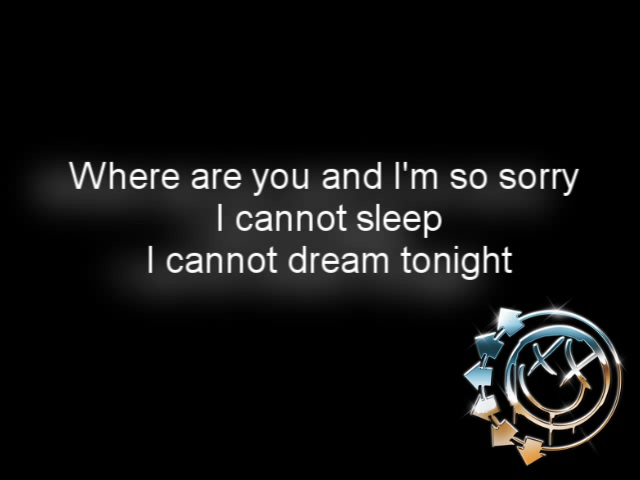 Where are you and I'm so sorry
I cannot sleep
I cannot dream tonight